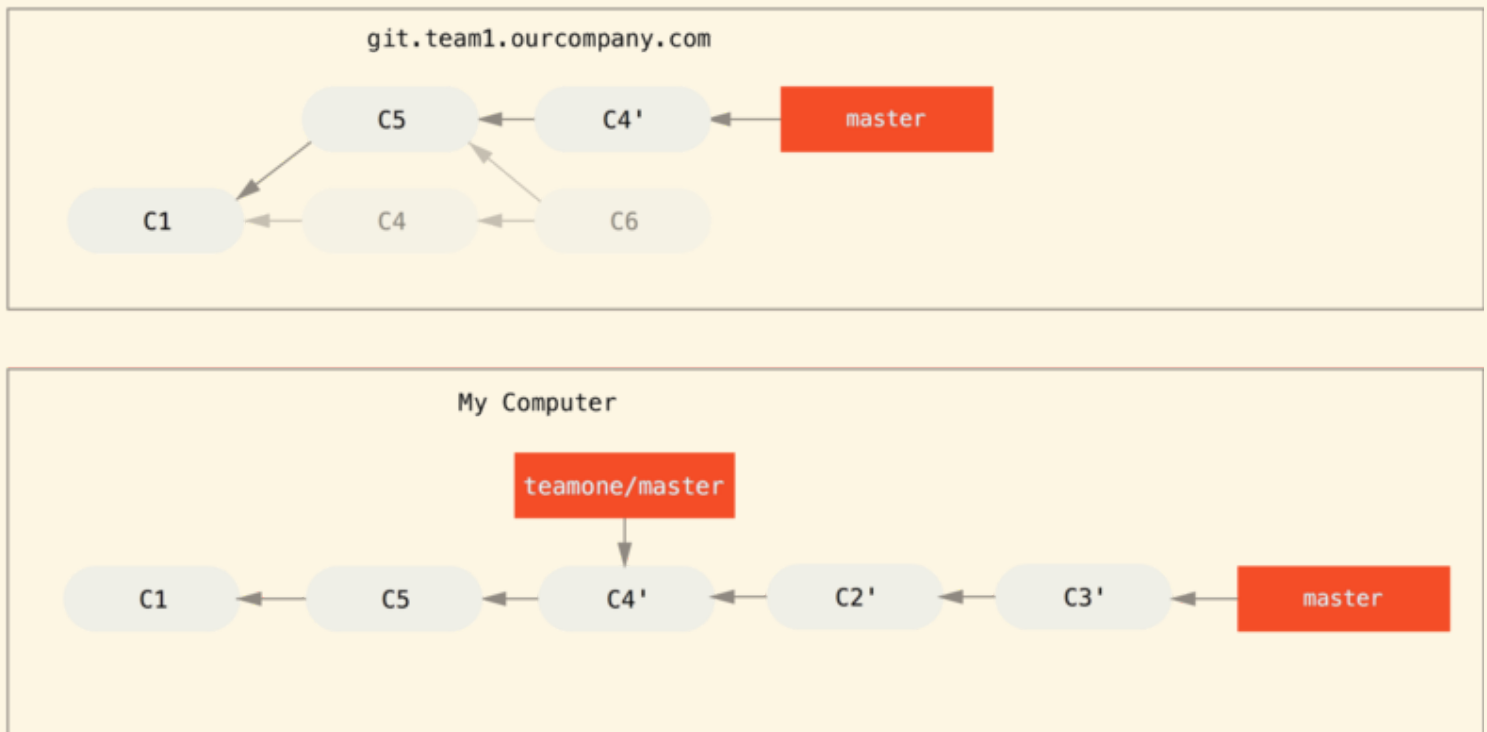 git.team1.ourcompany.com
C5 C4' master
C1 C4 C6
My Computer
teamone/master
C1 C5 C4' C2' C3' master